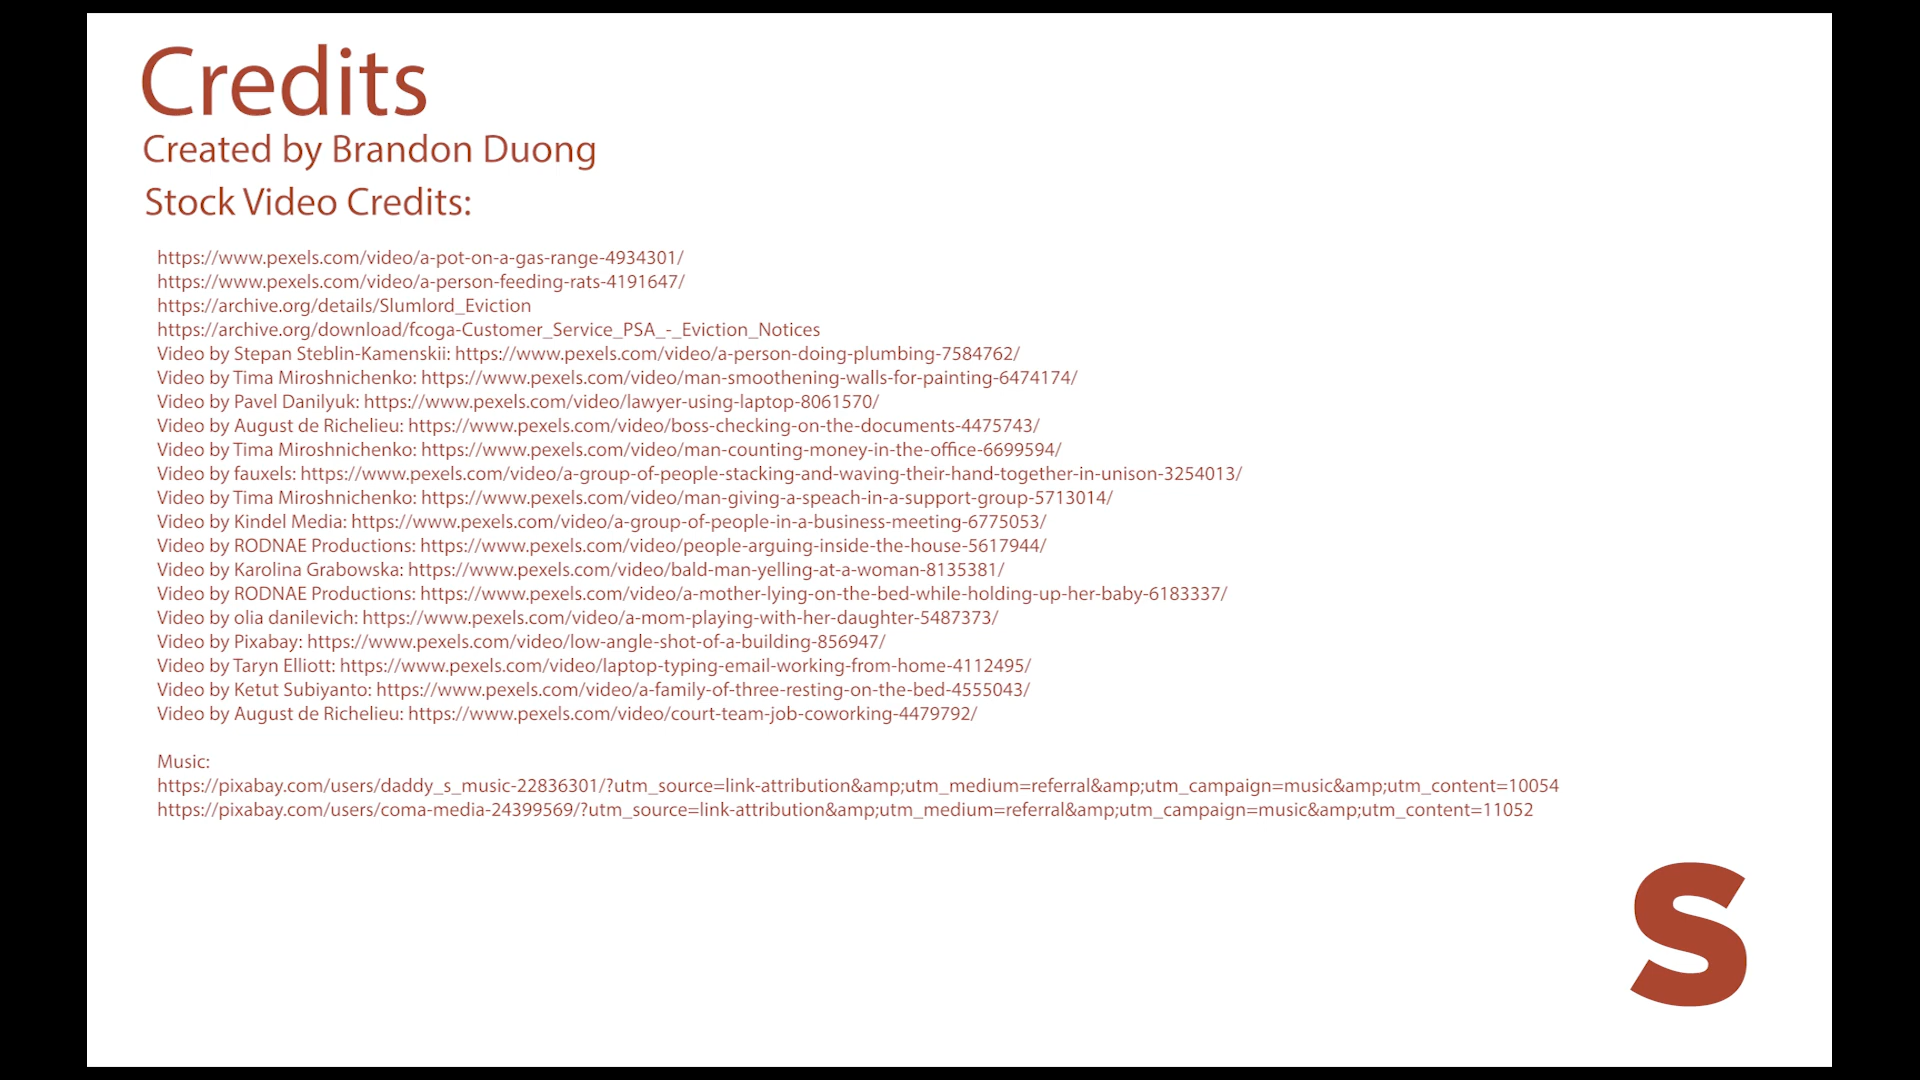 Credits
Created by Brandon Duong
Stock Video Credits:
https://www.pexels.com/video/a-pot-on-a-gas-range-4934301/
https://www.pexels.com/video/a-person-feeding-rats-4191647/
https://archive.org/details/Slumlord_Eviction
https://archive.org/download/fcoga-Customer_Service_PSA_-_Eviction_Notices
Video by Stepan Steblin-Kamenskii: https://www.pexels.com/video/a-person-doing-plumbing-7584762/
Video by Tima Miroshnichenko: https://www.pexels.com/video/man-smoothening-walls-for-painting-6474174/
Video by Pavel Danilyuk: https://www.pexels.com/video/lawyer-using-laptop-8061570/
Video by August de Richelieu: https://www.pexels.com/video/boss-checking-on-the-documents-4475743/
Video by Tima Miroshnichenko: https://www.pexels.com/video/man-counting-money-in-the-office-6699594/
Video by fauxels: https://www.pexels.com/video/a-group-of-people-stacking-and-waving-their-hand-together-in-unison-3254013/
Video by Tima Miroshnichenko: https://www.pexels.com/video/man-giving-a-speach-in-a-support-group-5713014/
Video by Kindel Media: https://www.pexels.com/video/a-group-of-people-in-a-business-meeting-6775053/
Video by RODNAE Productions: https://www.pexels.com/video/people-arguing-inside-the-house-5617944/
Video by Karolina Grabowska: https://www.pexels.com/video/bald-man-yelling-at-a-woman-8135381/
Video by RODNAE Productions: https://www.pexels.com/video/a-mother-lying-on-the-bed-while-holding-up-her-baby-6183337/
Video by olia danilevich: https://www.pexels.com/video/a-mom-playing-with-her-daughter-5487373/
Video by Pixabay: https://www.pexels.com/video/low-angle-shot-of-a-building-856947/
Video by Taryn Elliott: https://www.pexels.com/video/laptop-typing-email-working-from-home-4112495/
Video by Ketut Subiyanto: https://www.pexels.com/video/a-family-of-three-resting-on-the-bed-4555043/
Video by August de Richelieu: https://www.pexels.com/video/court-team-job-coworking-4479792/
Music:
https://pixabay.com/users/daddy_s_music-22836301/?utm_source=link-attribution&amp;utm_medium=referral&amp;utm_campaign=music&amp;utm_content=10054
https://pixabay.com/users/coma-media-24399569/?utm_source=link-attribution&amp;utm_medium=referral&amp;utm_campaign=music&amp;utm_content=11052
S